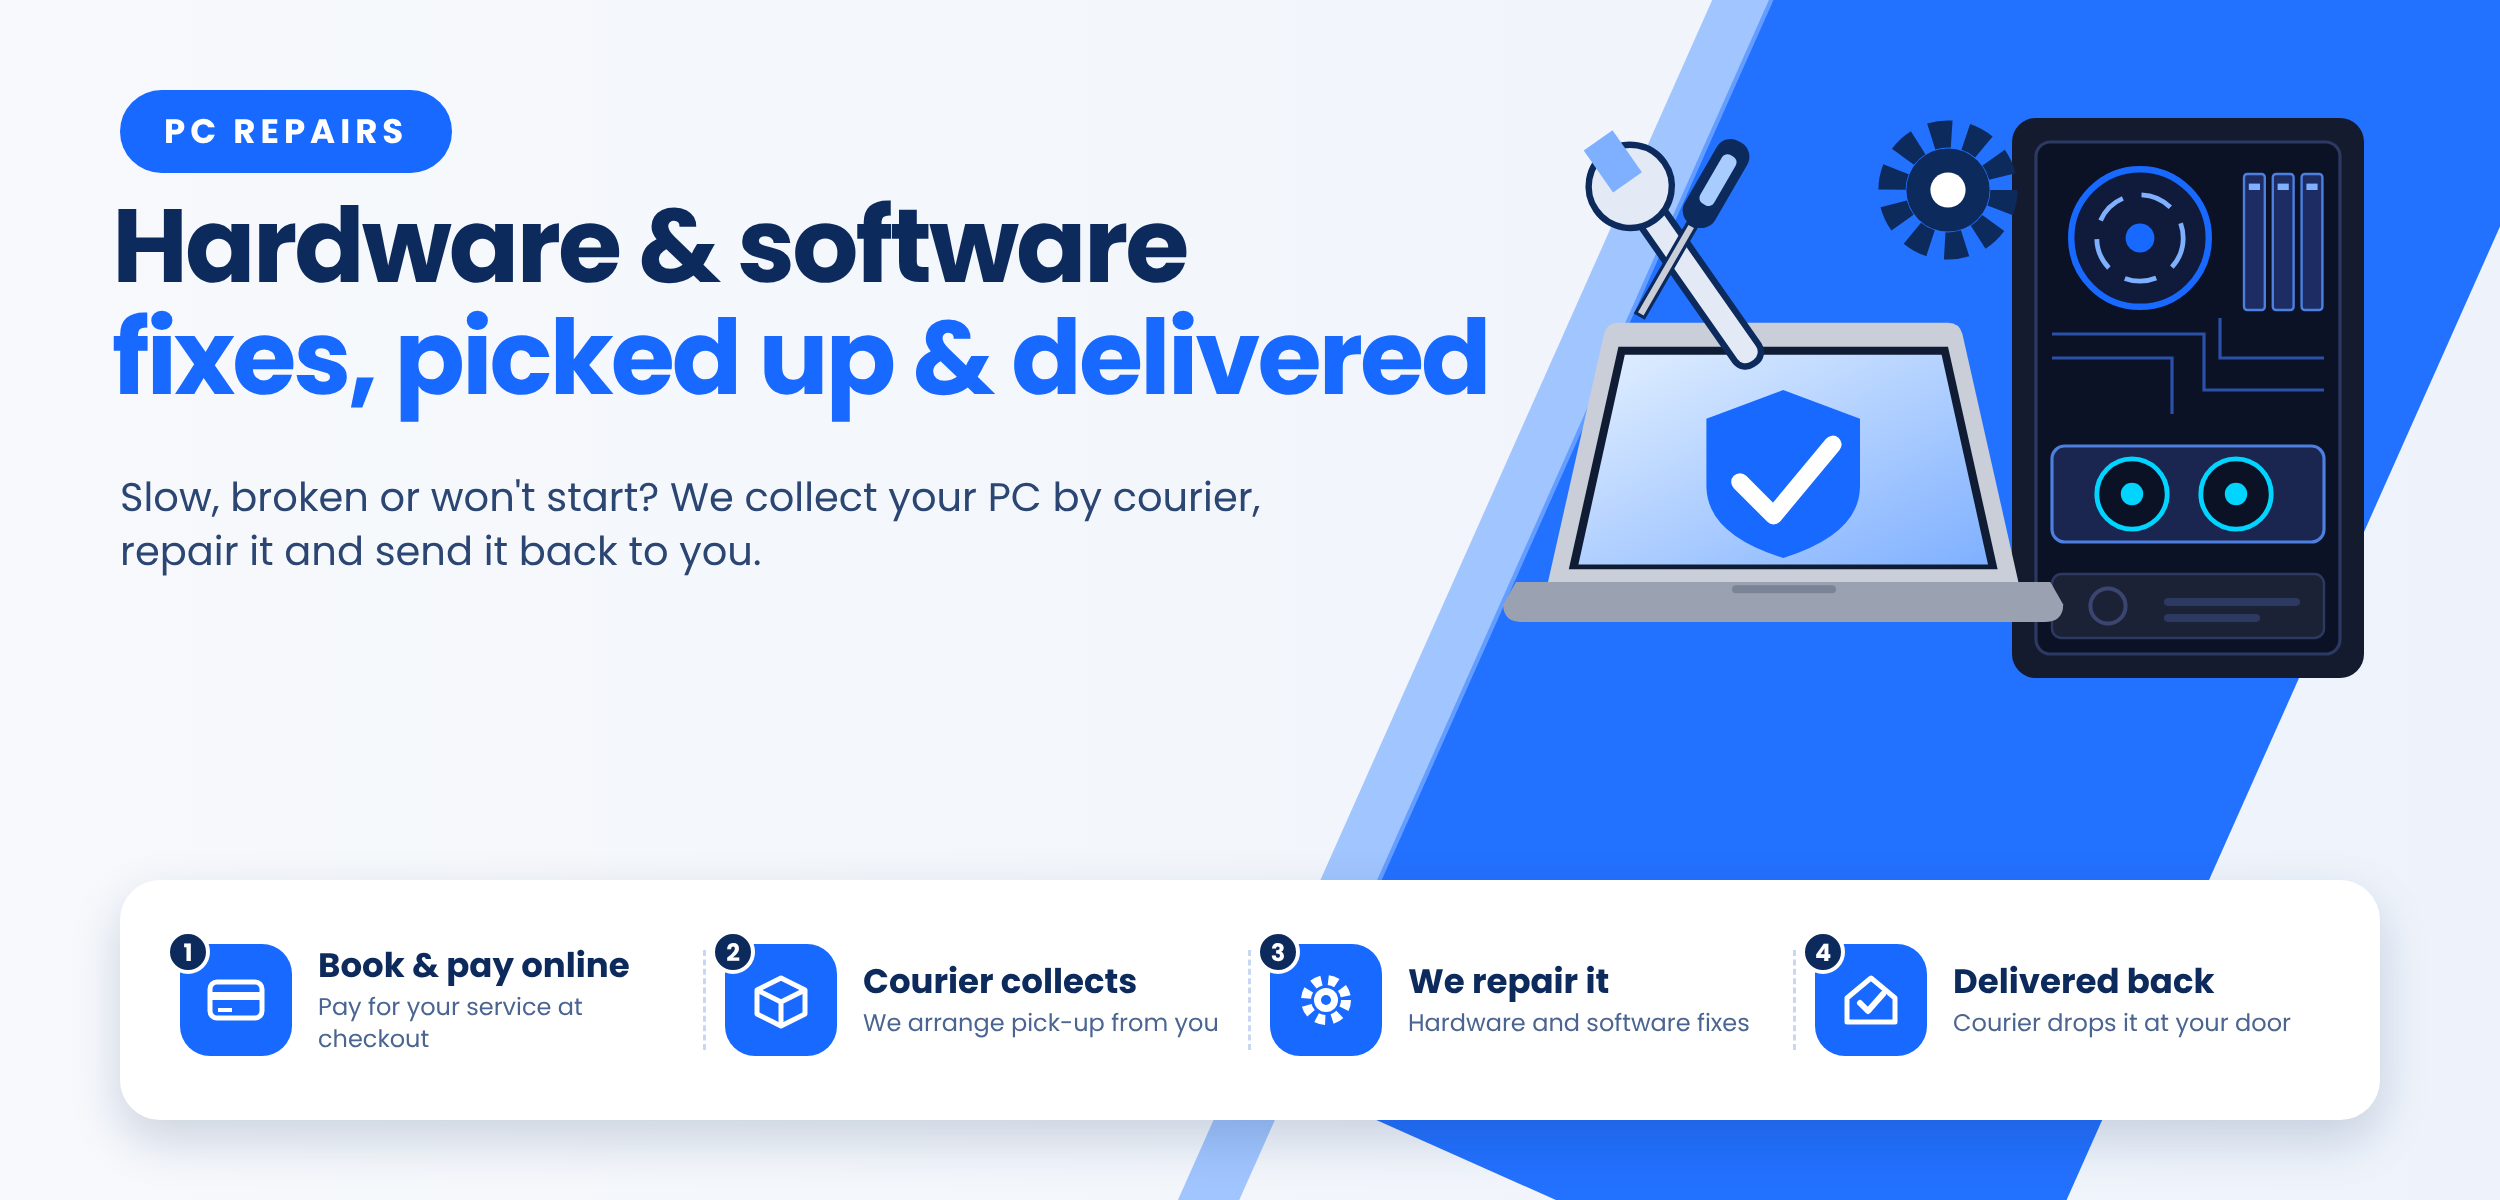 PC REPAIRS
Hardware & software
fixes, picked up & delivered
Slow, broken or won't start? We collect your PC by courier,
repair it and send it back to you.
1
Book & pay online
Pay for your service at
checkout
2
Courier collects
We arrange pick-up from you
3
We repair it
Hardware and software fixes
4
Delivered back
Courier drops it at your door